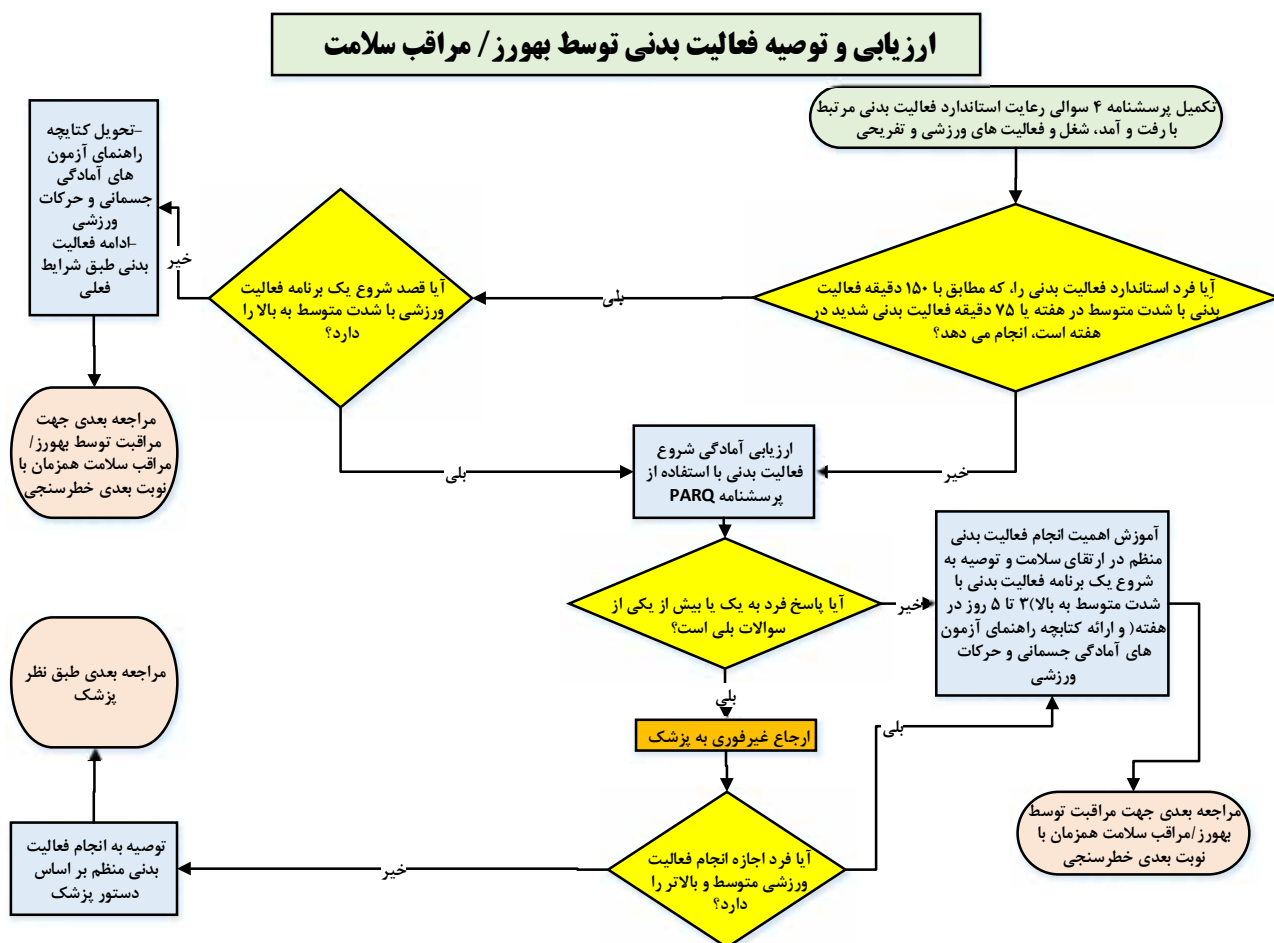 ارزیابی و توصیه فعالیت بدنی توسط بهورز/ مراقب سلامت
تکمیل پرسشنامه ۴ سوالی رعایت استاندارد فعالیت بدنی مرتبط
با رفت و آمد، شغل و فعالیت های ورزشی و تفریحی
آیا فرد استاندارد فعالیت بدنی را، که مطابق با ۱۵۰ دقیقه فعالیت
بدنی با شدت متوسط در هفته یا ۷۵ دقیقه فعالیت بدنی شدید در
هفته است، انجام می دهد؟
بلی
خیر
آیا قصد شروع یک برنامه فعالیت
ورزشی با شدت متوسط به بالا را
دارد؟
خیر
بلی
-تحویل کتابچه
راهنمای آزمون
های آمادگی
جسمانی و حرکات
ورزشی
-ادامه فعالیت
بدنی طبق شرایط
فعلی
مراجعه بعدی جهت
مراقبت توسط بهورز/
مراقب سلامت همزمان با
نوبت بعدی خطرسنجی
ارزیابی آمادگی شروع
فعالیت بدنی با استفاده از
پرسشنامه PARQ
آیا پاسخ فرد به یک یا بیش از یکی از
سوالات بلی است؟
خیر
بلی
آموزش اهمیت انجام فعالیت بدنی
منظم در ارتقای سلامت و توصیه به
شروع یک برنامه فعالیت بدنی با
شدت متوسط به بالا)۳ تا ۵ روز در
هفته( و ارائه کتابچه راهنمای آزمون
های آمادگی جسمانی و حرکات
ورزشی
مراجعه بعدی جهت مراقبت توسط
بهورز/مراقب سلامت همزمان با
نوبت بعدی خطرسنجی
ارجاع غیرفوری به پزشک
آیا فرد اجازه انجام فعالیت
ورزشی متوسط و بالاتر را
دارد؟
بلی
خیر
توصیه به انجام فعالیت
بدنی منظم بر اساس
دستور پزشک
مراجعه بعدی طبق نظر
پزشک